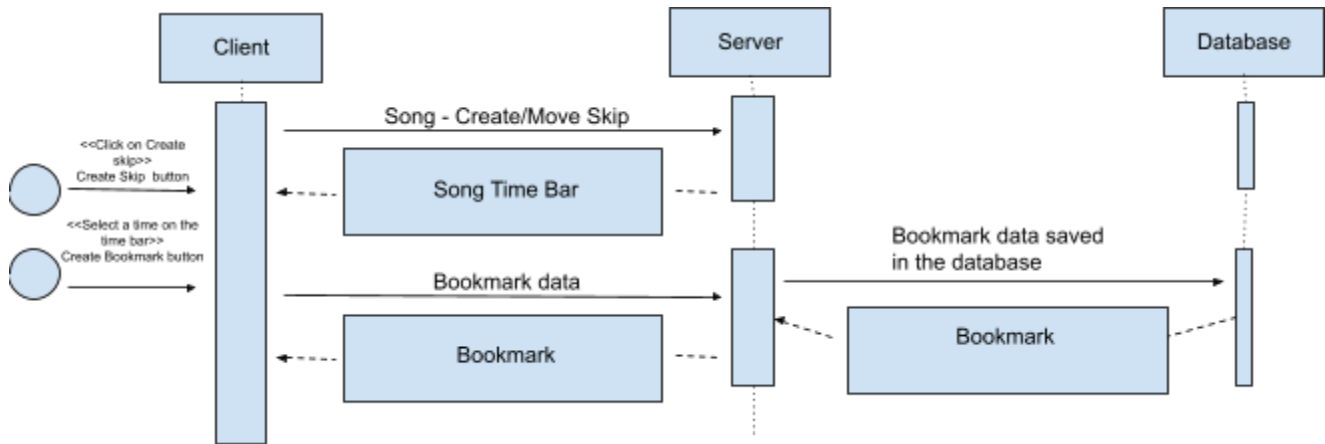 Client
Server
Database
Song - Create/Move Skip
<<Click on Create
skip>>
Create Skip button
Song Time Bar
<<Select a time on the
time bar>>
Create Bookmark button
Bookmark data saved
in the database
Bookmark data
Bookmark
Bookmark